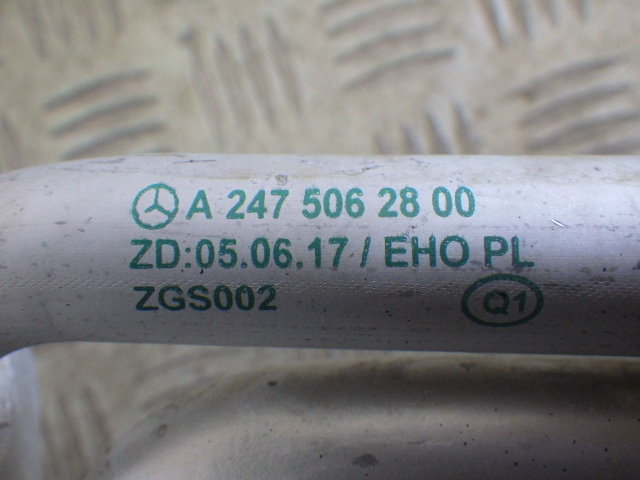 A 247 506 28 00
ZD:05.06.17 / EHO PL
ZGS002 Q1